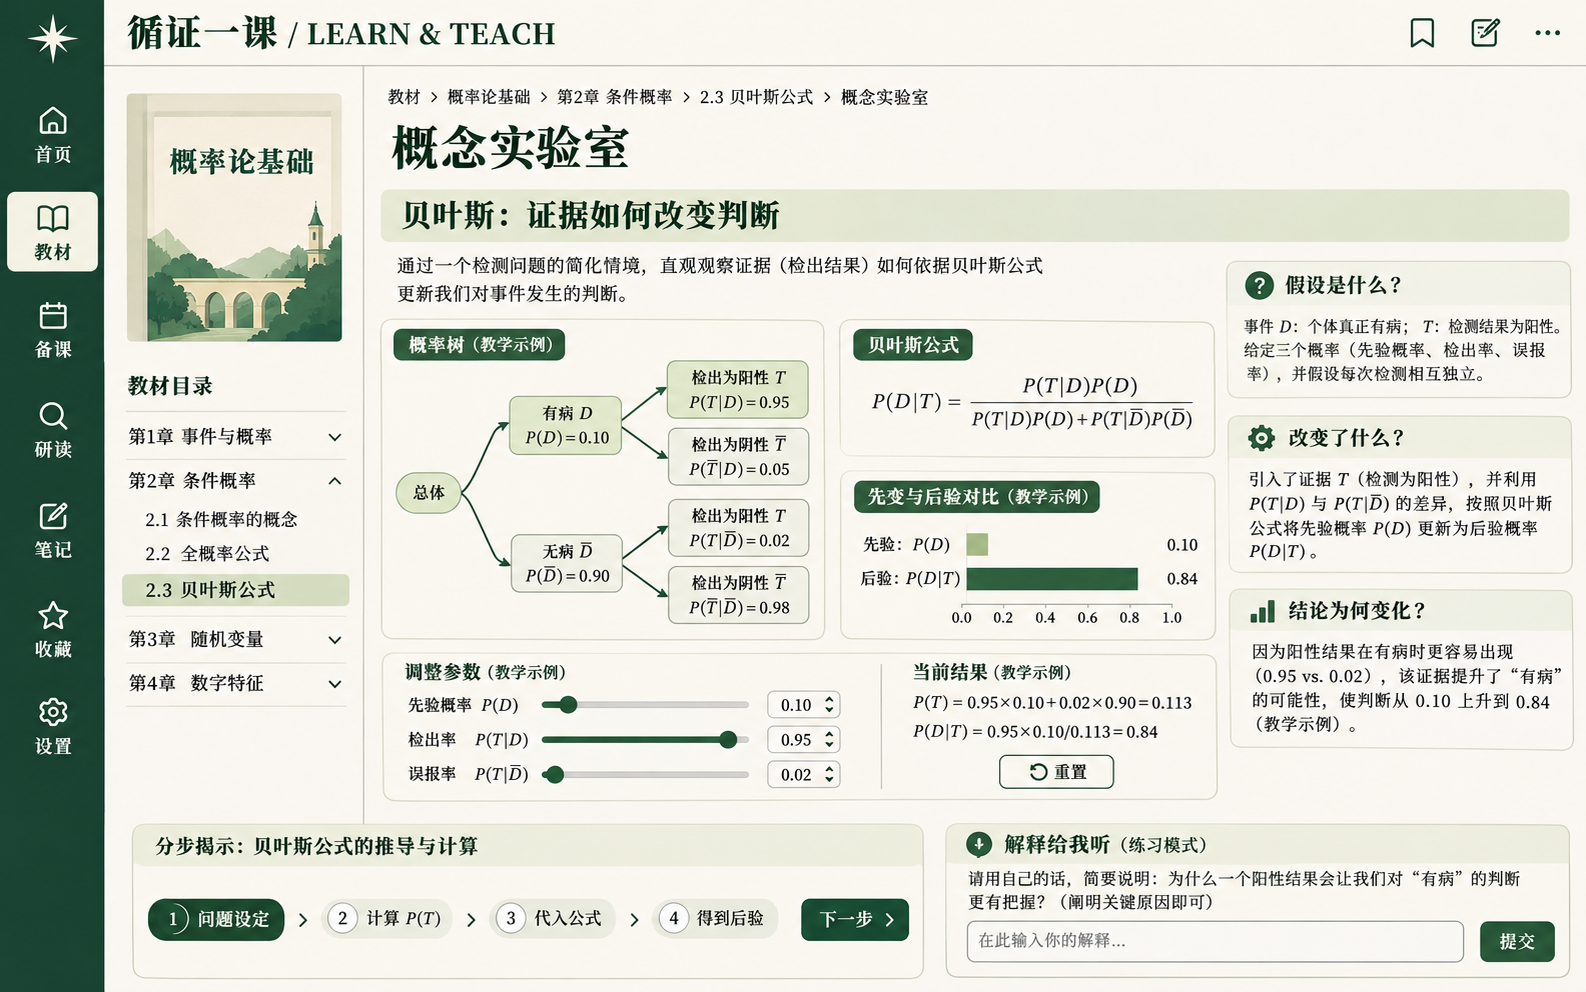 循证一课 / LEARN & TEACH
首页
教材
备课
研读
笔记
收藏
设置
概率论基础
教材目录
第1章 事件与概率
第2章 条件概率
2.1 条件概率的概念
2.2 全概率公式
2.3 贝叶斯公式
第3章 随机变量
第4章 数字特征
教材 > 概率论基础 > 第2章 条件概率 > 2.3 贝叶斯公式 > 概念实验室
概念实验室
贝叶斯：证据如何改变判断
通过一个检测问题的简化情境，直观观察证据（检出结果）如何依据贝叶斯公式
更新我们对事件发生的判断。
概率树（教学示例）
总体
有病 D
P(D)=0.10
无病 D̅
P(D̅)=0.90
检出为阳性 T
P(T|D)=0.95
检出为阴性 T̅
P(T̅|D)=0.05
检出为阳性 T
P(T|D̅)=0.02
检出为阴性 T̅
P(T̅|D̅)=0.98
贝叶斯公式
P(D|T) = P(T|D)P(D) / P(T|D)P(D)+P(T|D̅)P(D̅)
先变与后验对比（教学示例）
先验：P(D) 0.10
后验：P(D|T) 0.84
0.0 0.2 0.4 0.6 0.8 1.0
调整参数（教学示例）
先验概率 P(D) 0.10
检出率 P(T|D) 0.95
误报率 P(T|D̅) 0.02
当前结果（教学示例）
P(T) = 0.95×0.10+0.02×0.90=0.113
P(D|T) = 0.95×0.10/0.113=0.84
重置
? 假设是什么？
事件 D：个体真正有病； T：检测结果为阳性。
给定三个概率（先验概率、检出率、误报
率），并假设每次检测相互独立。
改变了什么？
引入了证据 T（检测为阳性），并利用
P(T|D) 与 P(T|D̅) 的差异，按照贝叶斯
公式将先验概率 P(D) 更新为后验概率
P(D|T) 。
结论为何变化？
因为阳性结果在有病时更容易出现
（0.95 vs. 0.02），该证据提升了“有病”
的可能性，使判断从 0.10 上升到 0.84
（教学示例）。
分步揭示：贝叶斯公式的推导与计算
1 问题设定 > 2 计算 P(T) > 3 代入公式 > 4 得到后验
下一步 >
解释给我听（练习模式）
请用自己的话，简要说明：为什么一个阳性结果会让我们对“有病”的判断
更有把握？（阐明关键原因即可）
在此输入你的解释...
提交